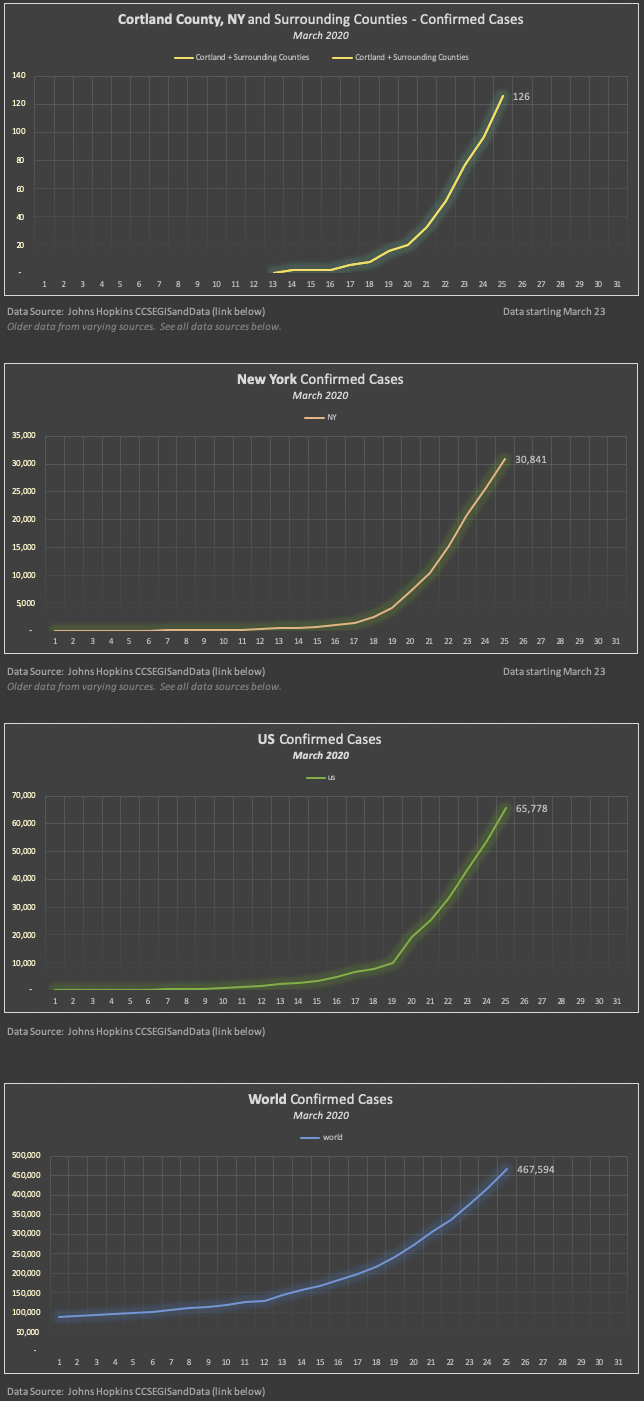 Cortland County, NY and Surrounding Counties - Confirmed Cases
March 2020
Cortland + Surrounding Counties Cortland + Surrounding Counties
140
120
100
80
60
40
20
-
126
1 2 3 4 5 6 7 8 9 10 11 12 13 14 15 16 17 18 19 20 21 22 23 24 25 26 27 28 29 30 31
Data Source: Johns Hopkins CCSEGISandData (link below) Data starting March 23
Older data from varying sources. See all data sources below.
New York Confirmed Cases
March 2020
NY
35,000
30,000
25,000
20,000
15,000
10,000
5,000
-
30,841
1 2 3 4 5 6 7 8 9 10 11 12 13 14 15 16 17 18 19 20 21 22 23 24 25 26 27 28 29 30 31
Data Source: Johns Hopkins CCSEGISandData (link below) Data starting March 23
Older data from varying sources. See all data sources below.
US Confirmed Cases
March 2020
US
70,000
60,000
50,000
40,000
30,000
20,000
10,000
-
65,778
1 2 3 4 5 6 7 8 9 10 11 12 13 14 15 16 17 18 19 20 21 22 23 24 25 26 27 28 29 30 31
Data Source: Johns Hopkins CCSEGISandData (link below)
World Confirmed Cases
March 2020
world
500,000
450,000
400,000
350,000
300,000
250,000
200,000
150,000
100,000
50,000
-
467,594
1 2 3 4 5 6 7 8 9 10 11 12 13 14 15 16 17 18 19 20 21 22 23 24 25 26 27 28 29 30 31
Data Source: Johns Hopkins CCSEGISandData (link below)